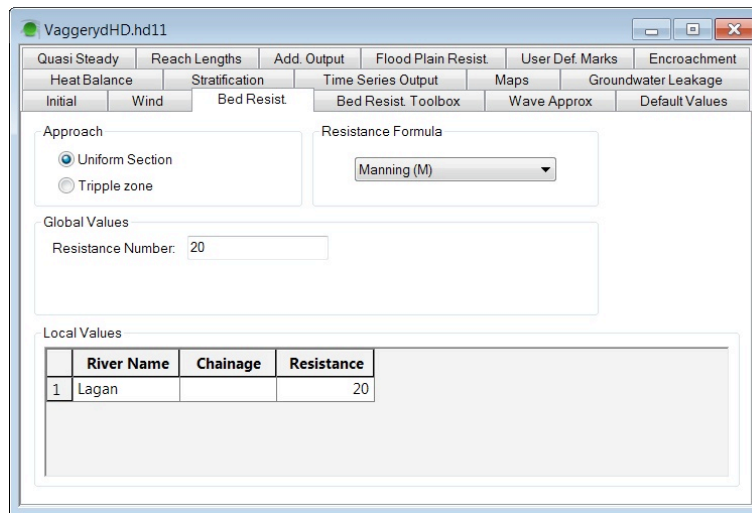 VaggerydHD.hd11
Quasi Steady Reach Lengths Add. Output Flood Plain Resist. User Def. Marks Encroachment
Heat Balance Stratification Time Series Output Maps Groundwater Leakage
Initial Wind Bed Resist. Bed Resist. Toolbox Wave Approx Default Values
Approach Resistance Formula
Uniform Section Manning (M)
Tripple zone
Global Values
Resistance Number: 20
Local Values
River Name Chainage Resistance
1 Lagan 20